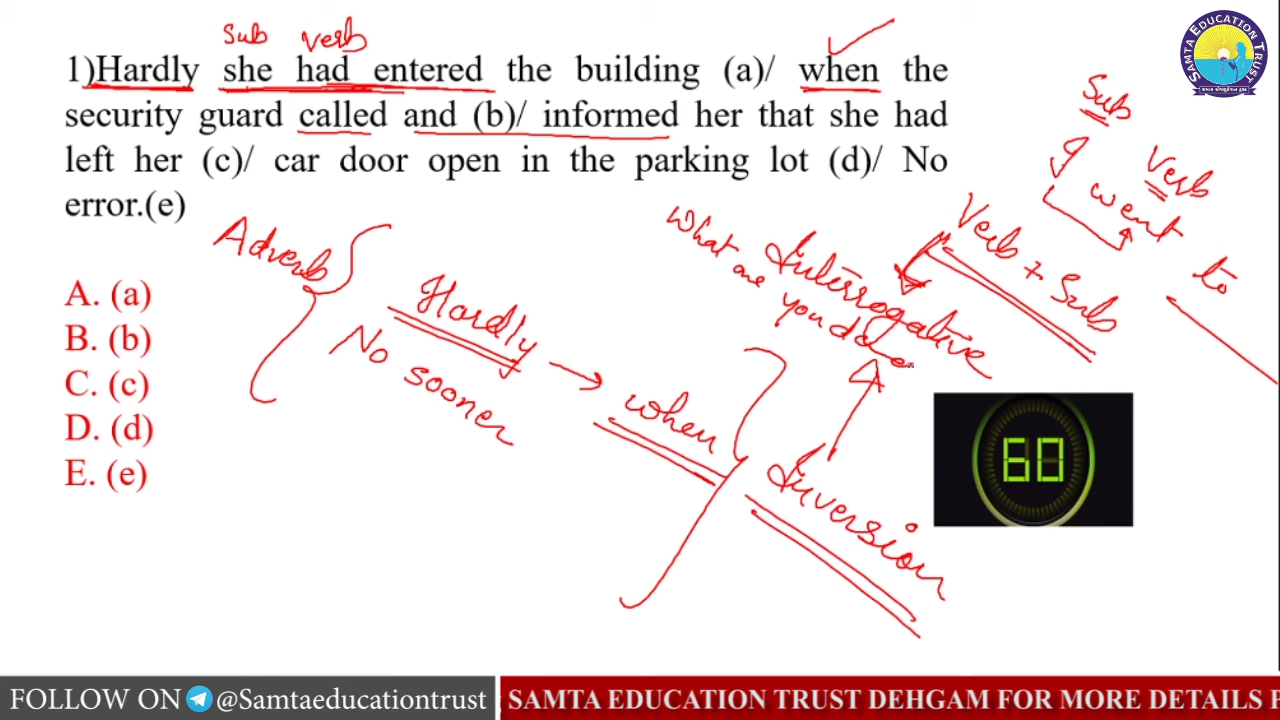 Sub Verb
1)Hardly she had entered the building (a)/ when the
security guard called and (b)/ informed her that she had
left her (c)/ car door open in the parking lot (d)/ No
error.(e)
A. (a)
B. (b)
C. (c)
D. (d)
E. (e)
Adverb
Hardly
No sooner
when
Inversion
Interrogative
What are you
Verb + Sub
Sub
Verb
I went to
60
SAMTA EDUCATION TRUST
FOLLOW ON @Samtaeducationtrust
SAMTA EDUCATION TRUST DEHGAM FOR MORE DETAILS